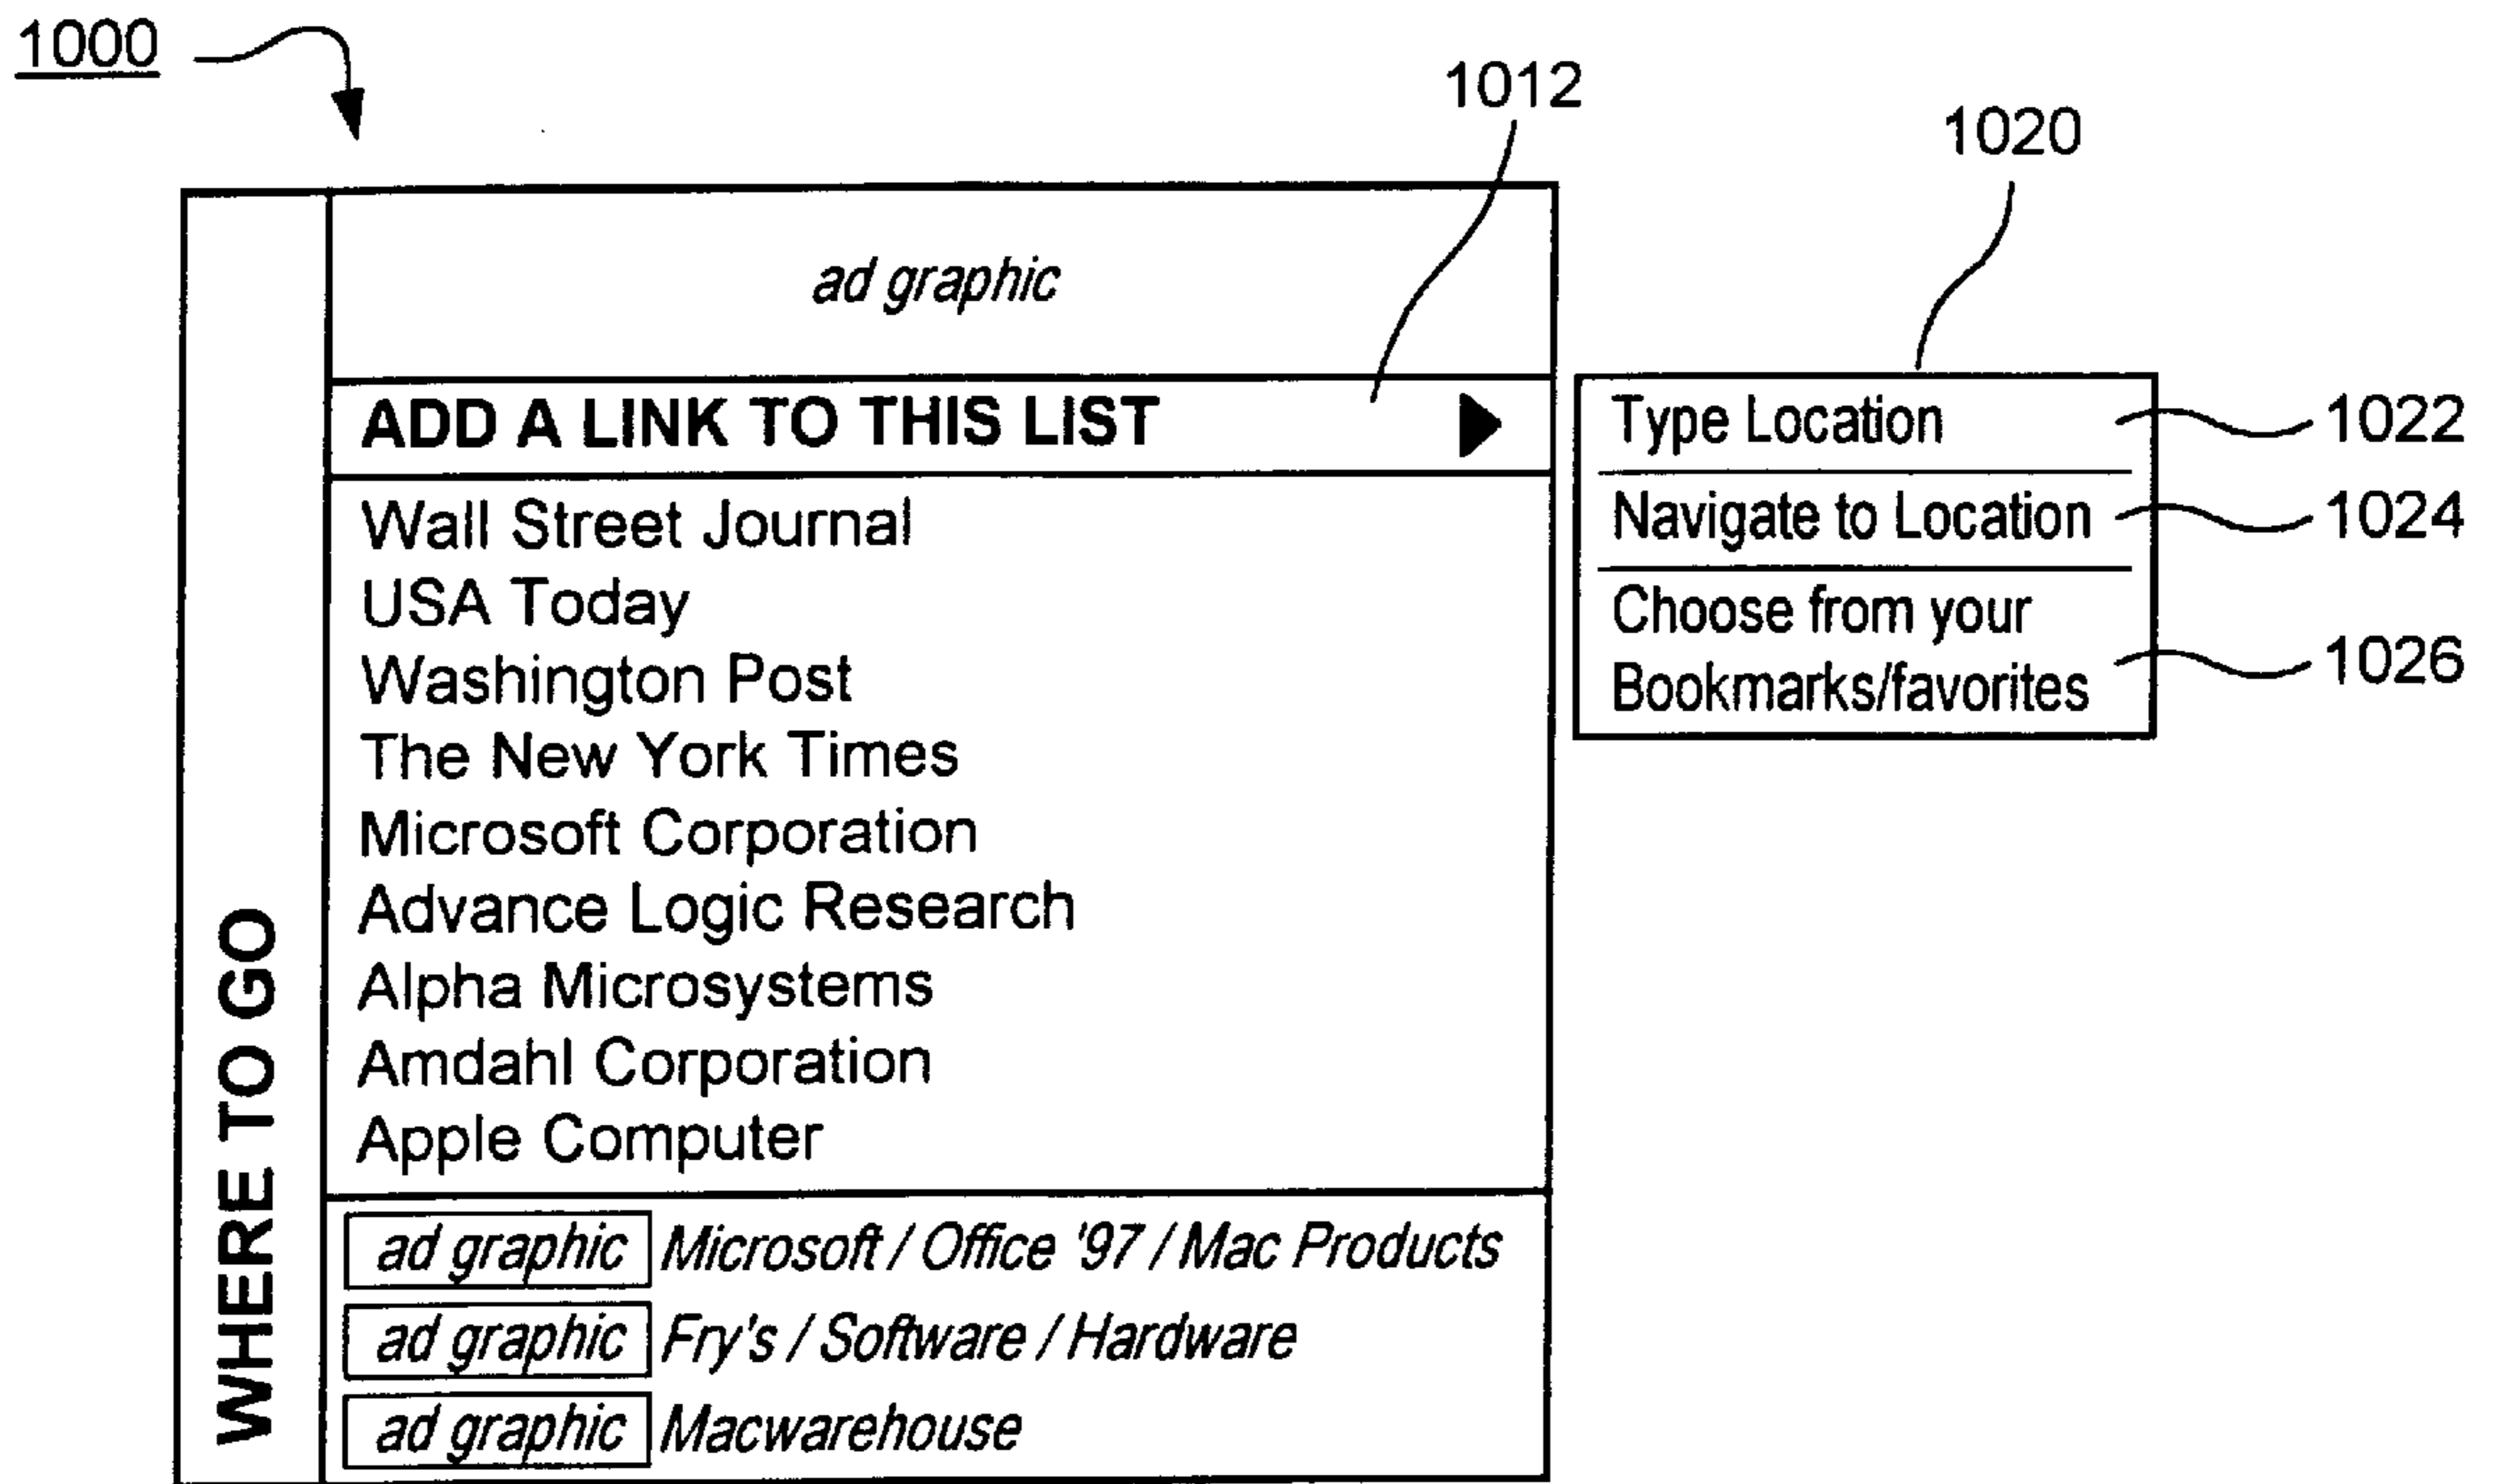 1000
1012
1020
ad graphic
ADD A LINK TO THIS LIST
Wall Street Journal
USA Today
Washington Post
The New York Times
Microsoft Corporation
Advance Logic Research
Alpha Microsystems
Amdahl Corporation
Apple Computer
ad graphic Microsoft / Office '97 / Mac Products
ad graphic Fry's / Software / Hardware
ad graphic Macwarehouse
WHERE TO GO
Type Location
1022
Navigate to Location
1024
Choose from your
Bookmarks/favorites
1026